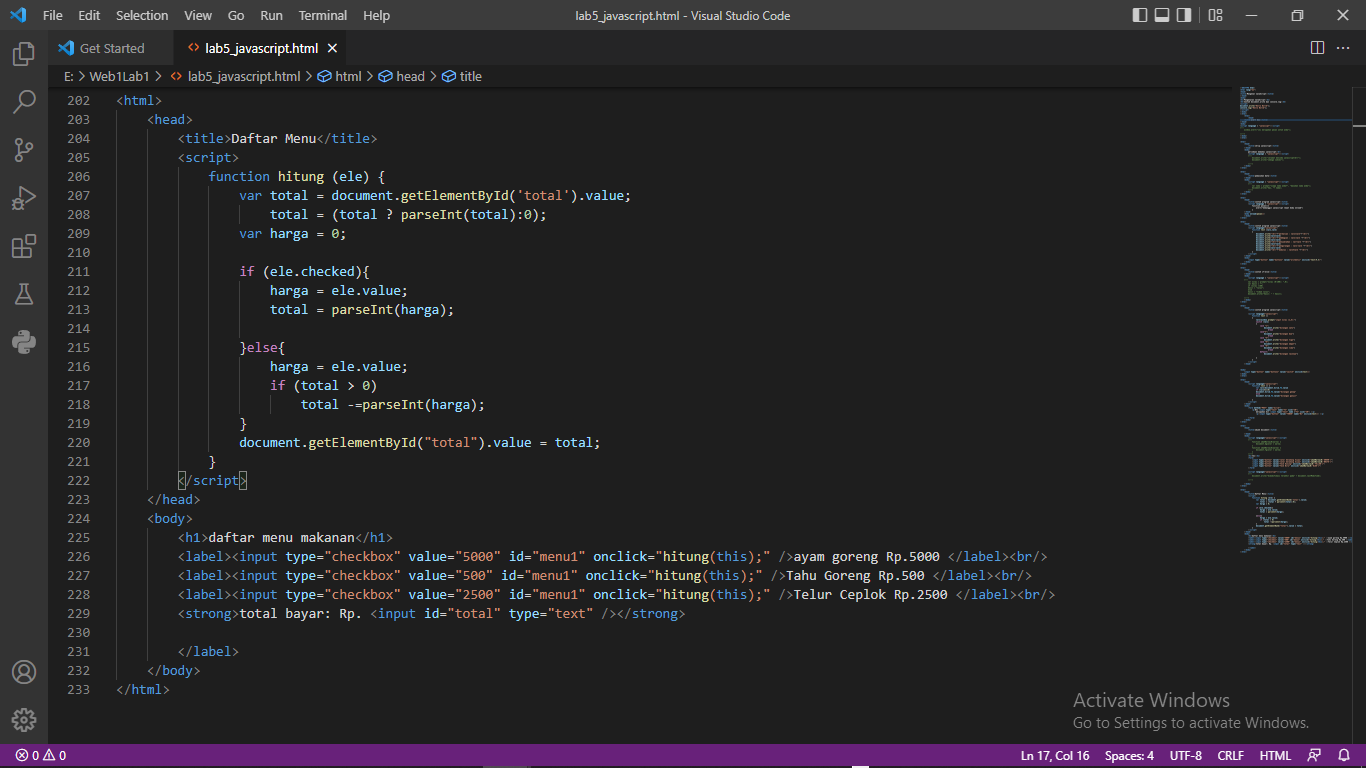 File Edit Selection View Go Run Terminal Help lab5_javascript.html - Visual Studio Code
Get Started lab5_javascript.html
E: > Web1Lab1 > lab5_javascript.html > html > head > title
202 <html>
203 <head>
204 <title>Daftar Menu</title>
205 <script>
206 function hitung (ele) {
207 var total = document.getElementById('total').value;
208 total = (total ? parseInt(total):0);
209 var harga = 0;
210
211 if (ele.checked){
212 harga = ele.value;
213 total = parseInt(harga);
214
215 }else{
216 harga = ele.value;
217 if (total > 0)
218 total -=parseInt(harga);
219 }
220 document.getElementById("total").value = total;
221 }
222 </script>
223 </head>
224 <body>
225 <h1>daftar menu makanan</h1>
226 <label><input type="checkbox" value="5000" id="menu1" onclick="hitung(this);" />ayam goreng Rp.5000 </label><br/>
227 <label><input type="checkbox" value="500" id="menu1" onclick="hitung(this);" />Tahu Goreng Rp.500 </label><br/>
228 <label><input type="checkbox" value="2500" id="menu1" onclick="hitung(this);" />Telur Ceplok Rp.2500 </label><br/>
229 <strong>total bayar: Rp. <input id="total" type="text" /></strong>
230
231 </label>
232 </body>
233 </html>
Activate Windows
Go to Settings to activate Windows.
0 0 Ln 17, Col 16 Spaces: 4 UTF-8 CRLF HTML